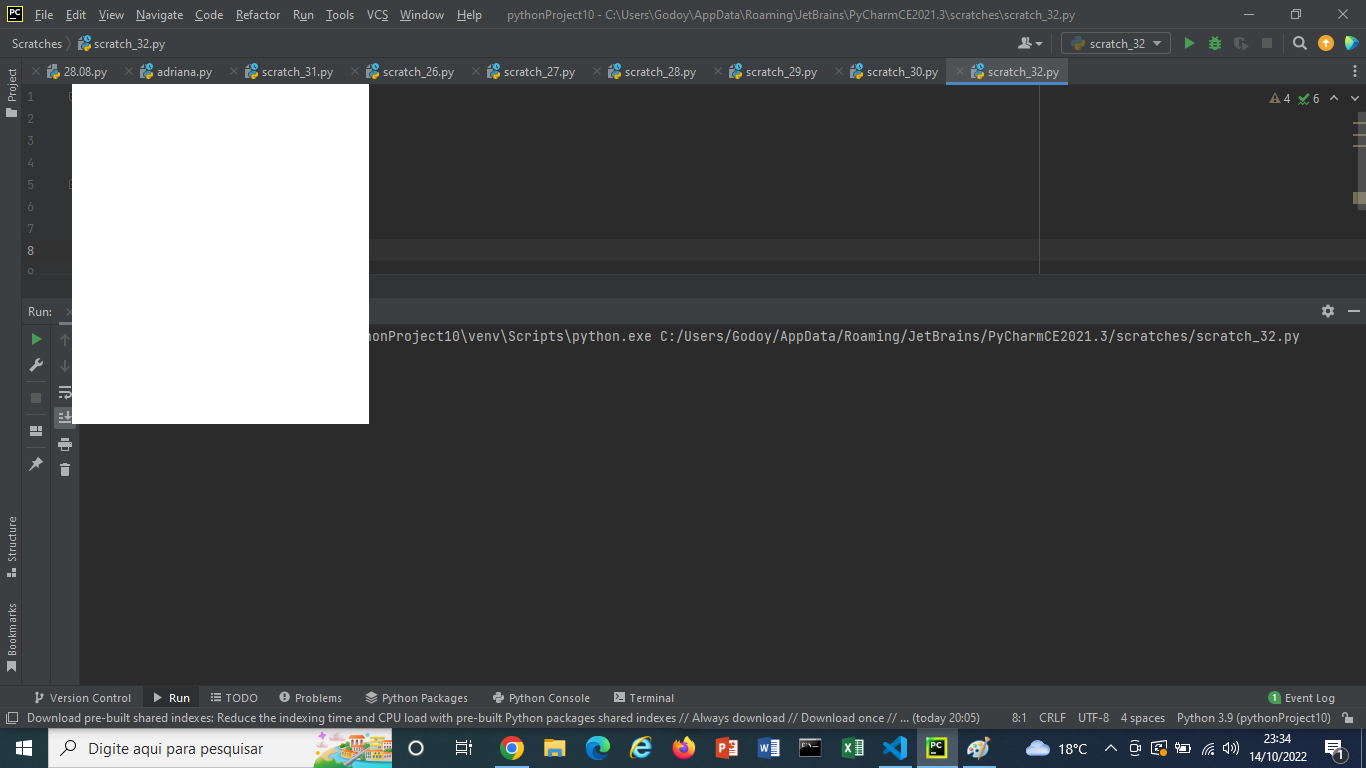 PC File Edit View Navigate Code Refactor Run Tools VCS Window Help pythonProject10 - C:\Users\Godoy\AppData\Roaming\JetBrains\PyCharmCE2021.3\scratches\scratch_32.py
Scratches scratch_32.py scratch_32
28.08.py adriana.py scratch_31.py scratch_26.py scratch_27.py scratch_28.py scratch_29.py scratch_30.py scratch_32.py
Project
1 4 6
2
3
4
5
6
7
8
9
Run:
onProject10\venv\Scripts\python.exe C:/Users/Godoy/AppData/Roaming/JetBrains/PyCharmCE2021.3/scratches/scratch_32.py
Structure
Bookmarks
Version Control Run TODO Problems Python Packages Python Console Terminal 1 Event Log
Download pre-built shared indexes: Reduce the indexing time and CPU load with pre-built Python packages shared indexes // Always download // Download once // ... (today 20:05) 8:1 CRLF UTF-8 4 spaces Python 3.9 (pythonProject10)
Digite aqui para pesquisar PC 18°C 23:34
14/10/2022 1